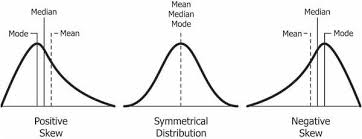 Median
Mode
Mean
Mean
Median
Mode
Median
Mean
Mode
Positive
Skew
Symmetrical
Distribution
Negative
Skew